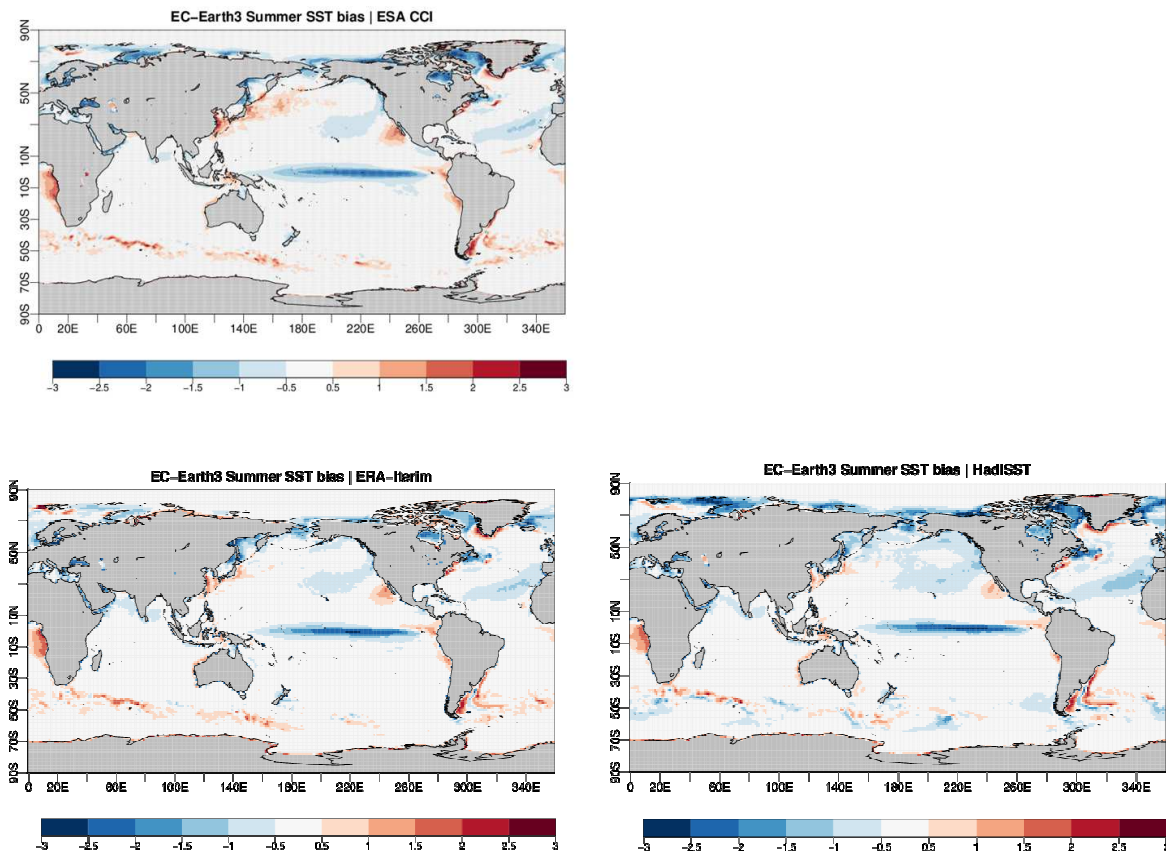 EC−Earth3 Summer SST bias | ESA CCI
90N
50N
10N
10S
30S
50S
70S
90S
0 20E 60E 100E 140E 180E 220E 260E 300E 340E
−3 −2.5 −2 −1.5 −1 −0.5 0.5 1 1.5 2 2.5 3
EC−Earth3 Summer SST bias | ERA−Iterim
90N
50N
10N
10S
30S
50S
70S
90S
0 20E 60E 100E 140E 180E 220E 260E 300E 340E
−3 −2.5 −2 −1.5 −1 −0.5 0.5 1 1.5 2 2.5 3
EC−Earth3 Summer SST bias | HadISST
90N
50N
10N
10S
30S
50S
70S
90S
0 20E 60E 100E 140E 180E 220E 260E 300E 340E
−3 −2.5 −2 −1.5 −1 −0.5 0.5 1 1.5 2 2.5